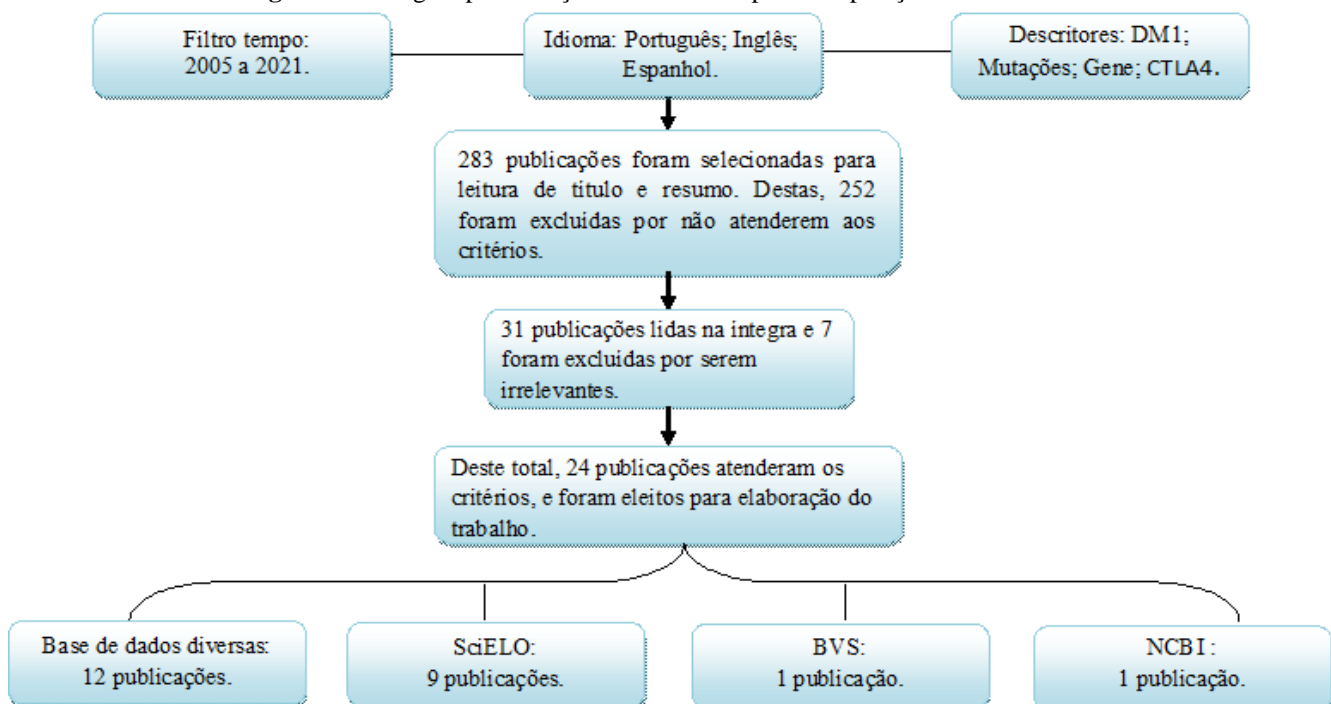 Filtro tempo:
2005 a 2021.
Idioma: Português; Inglês;
Espanhol.
Descritores: DM1;
Mutações; Gene; CTLA4.
283 publicações foram selecionadas para
leitura de titulo e resumo. Destas, 252
foram excluidas por não atenderem aos
critérios.
31 publicações lidas na integra e 7
foram excluidas por serem
irrelevantes.
Deste total, 24 publicações atenderam os
critérios, e foram eleitos para elaboração do
trabalho.
Base de dados diversas:
12 publicações.
SciELO:
9 publicações.
BVS:
1 publicação.
NCBI:
1 publicação.